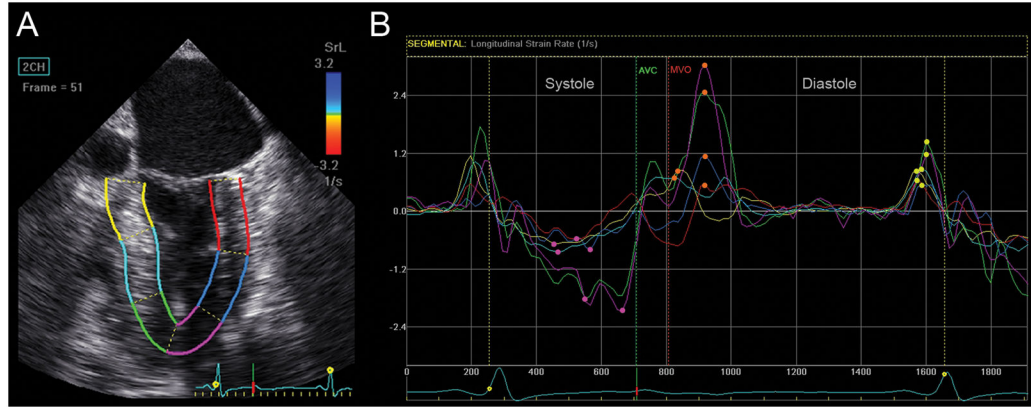 A
B
SrL
3.2
2CH
Frame = 51
3.2
1/s
SEGMENTAL: Longitudinal Strain Rate (1/s)
AVC
MVO
Systole
Diastole
2.4
1.2
0.0
-1.2
-2.4
0
200
400
600
800
1000
1200
1400
1600
1800